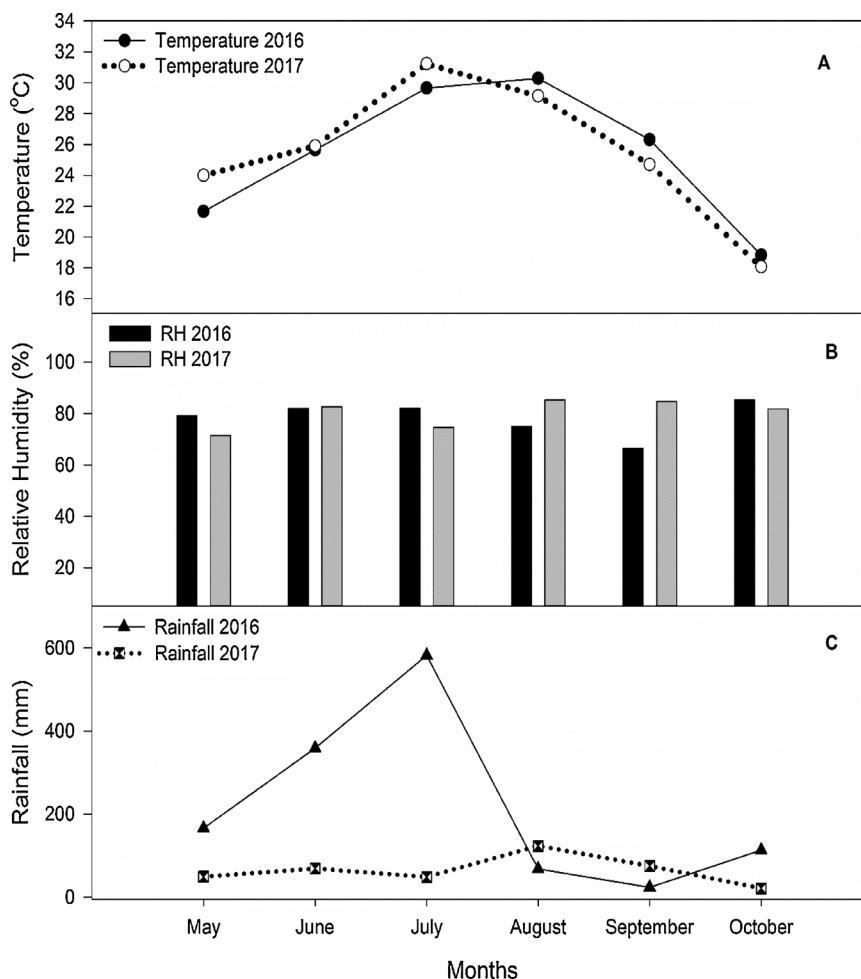 34
32
30
28
26
24
22
20
18
16
Temperature (°C)
Temperature 2016
Temperature 2017
A
100
80
60
40
20
Relative Humidity (%)
RH 2016
RH 2017
B
600
400
200
0
Rainfall (mm)
Rainfall 2016
Rainfall 2017
C
May June July August September October
Months